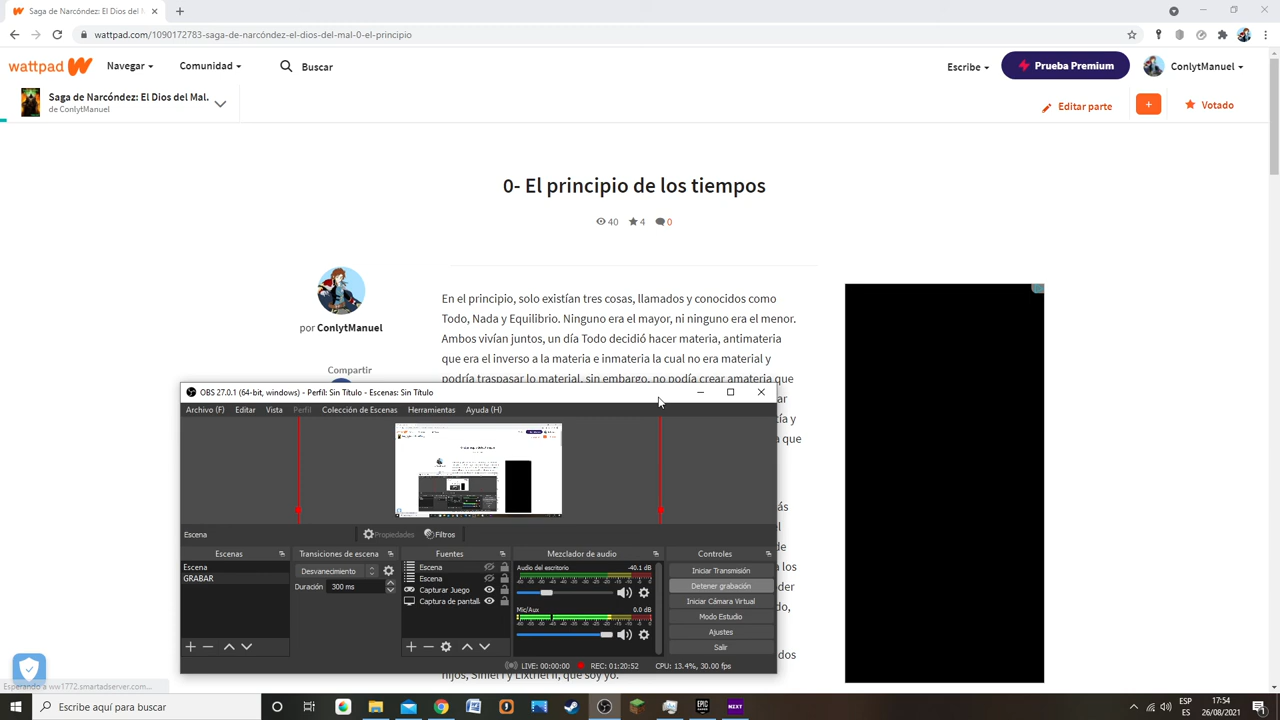 Saga de Narcóndez: El Dios del M
wattpad.com/1090172783-saga-de-narcóndez-el-dios-del-mal-0-el-principio
wattpad
Navegar
Comunidad
Buscar
Escribe
Prueba Premium
ConlytManuel
Saga de Narcóndez: El Dios del Mal.
de ConlytManuel
Editar parte
+
Votado
0- El principio de los tiempos
40
4
0
por ConlytManuel
Compartir
En el principio, solo existían tres cosas, llamados y conocidos como
Todo, Nada y Equilibrio. Ninguno era el mayor, ni ninguno era el menor.
Ambos vivían juntos, un día Todo decidió hacer materia, antimateria
que era el inverso a la materia e inmateria la cual no era material y
podría traspasar lo material, sin embargo, no podía crear amateria que
OBS 27.0.1 (64-bit, windows) - Perfil: Sin Título - Escenas: Sin Título
Archivo (F)
Editar
Vista
Perfil
Colección de Escenas
Herramientas
Ayuda (H)
Escena
Propiedades
Filtros
Escenas
Transiciones de escena
Fuentes
Mezclador de audio
Controles
Escena
GRABAR
Desvanecimiento
Duración
300 ms
Escena
Escena
Capturar Juego
Captura de pantall
Audio del escritorio
-40.1 dB
Mic/Aux
0.0 dB
Iniciar Transmisión
Detener grabación
Iniciar Cámara Virtual
Modo Estudio
Ajustes
Salir
LIVE: 00:00:00
REC: 01:20:52
CPU: 13.4%, 30.00 fps
que soy yo.
Esperando a ww1772.smartadserver.com...
Escribe aquí para buscar
NZXT
ESP
ES
17:54
26/08/2021